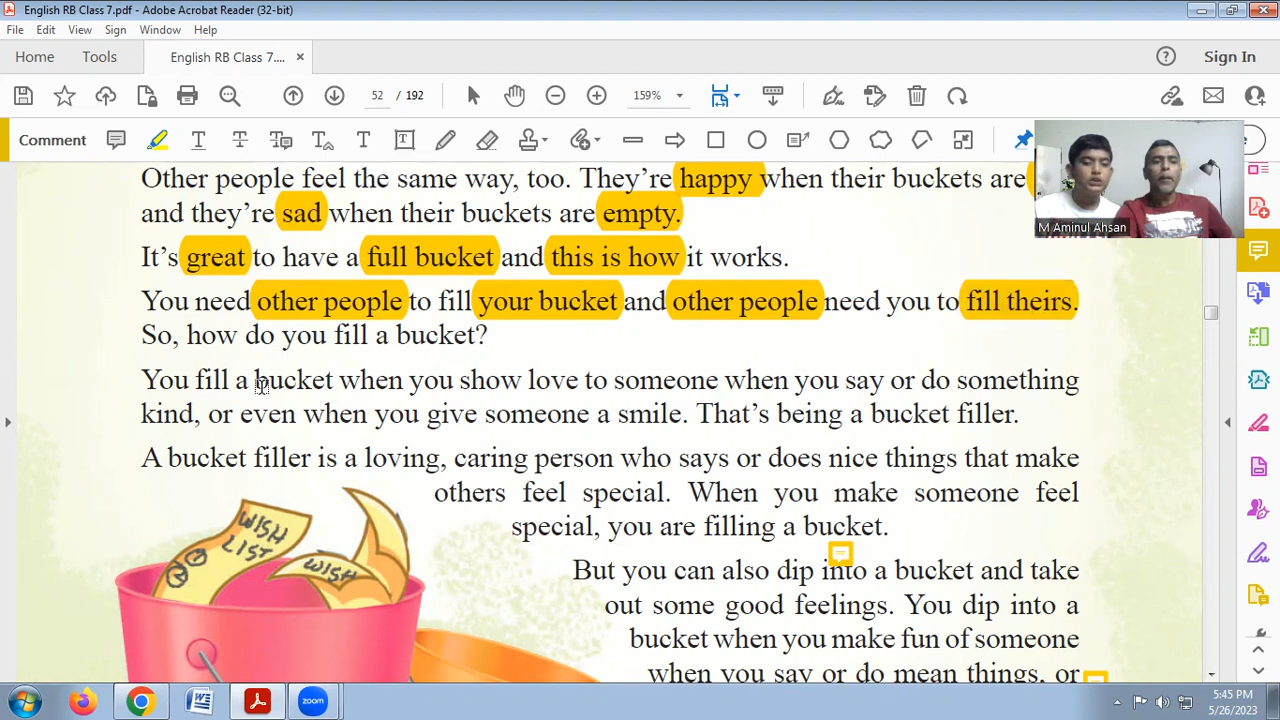 English RB Class 7.pdf - Adobe Acrobat Reader (32-bit)
File Edit View Sign Window Help
Home Tools English RB Class 7.... × Sign In
52 / 192 159%
Comment
M Aminul Ahsan
Other people feel the same way, too. They're happy when their buckets are
and they're sad when their buckets are empty.
It's great to have a full bucket and this is how it works.
You need other people to fill your bucket and other people need you to fill theirs.
So, how do you fill a bucket?
You fill a bucket when you show love to someone when you say or do something
kind, or even when you give someone a smile. That's being a bucket filler.
A bucket filler is a loving, caring person who says or does nice things that make
others feel special. When you make someone feel
special, you are filling a bucket.
WISH
LIST
WISH
But you can also dip into a bucket and take
out some good feelings. You dip into a
bucket when you make fun of someone
when you say or do mean things, or
zoom
5:45 PM
5/26/2023